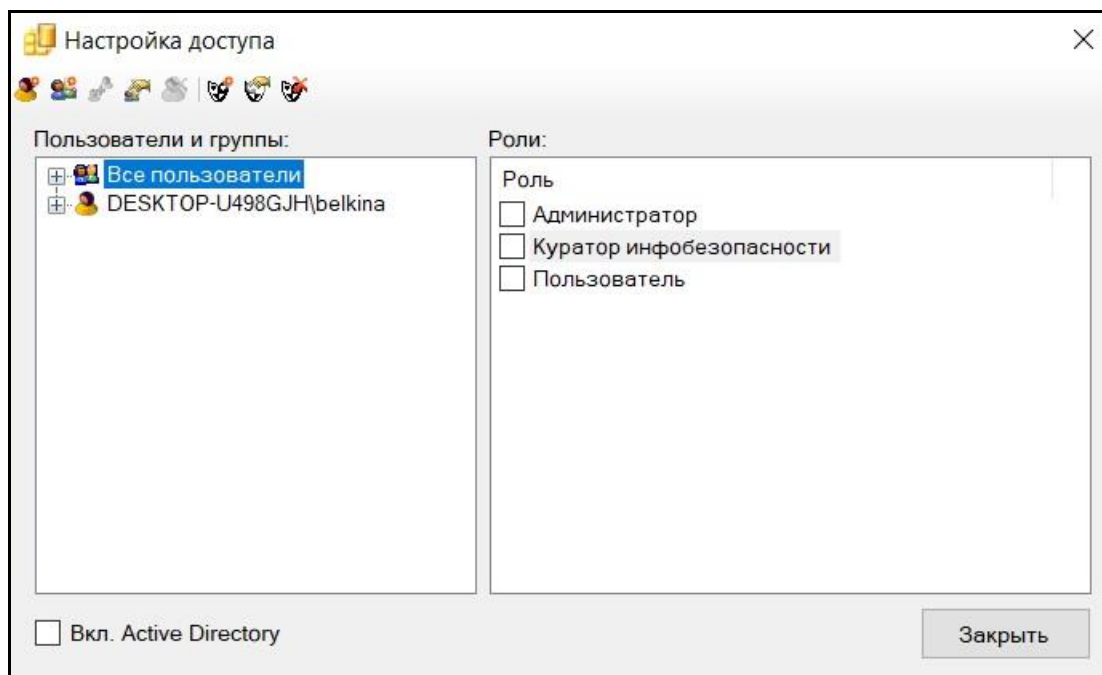 Настройка доступа
Пользователи и группы:
Все пользователи
DESKTOP-U498GJH\belkina
Роли:
Роль
Администратор
Куратор инфобезопасности
Пользователь
Вкл. Active Directory
Закрыть